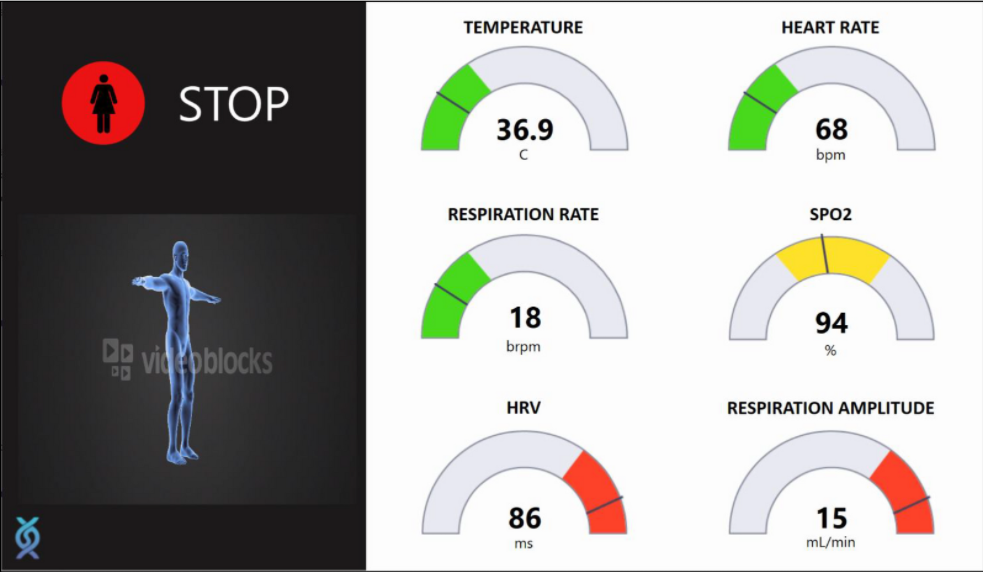 STOP
videoblocks
TEMPERATURE
36.9
C
HEART RATE
68
bpm
RESPIRATION RATE
18
brpm
SPO2
94
%
HRV
86
ms
RESPIRATION AMPLITUDE
15
mL/min